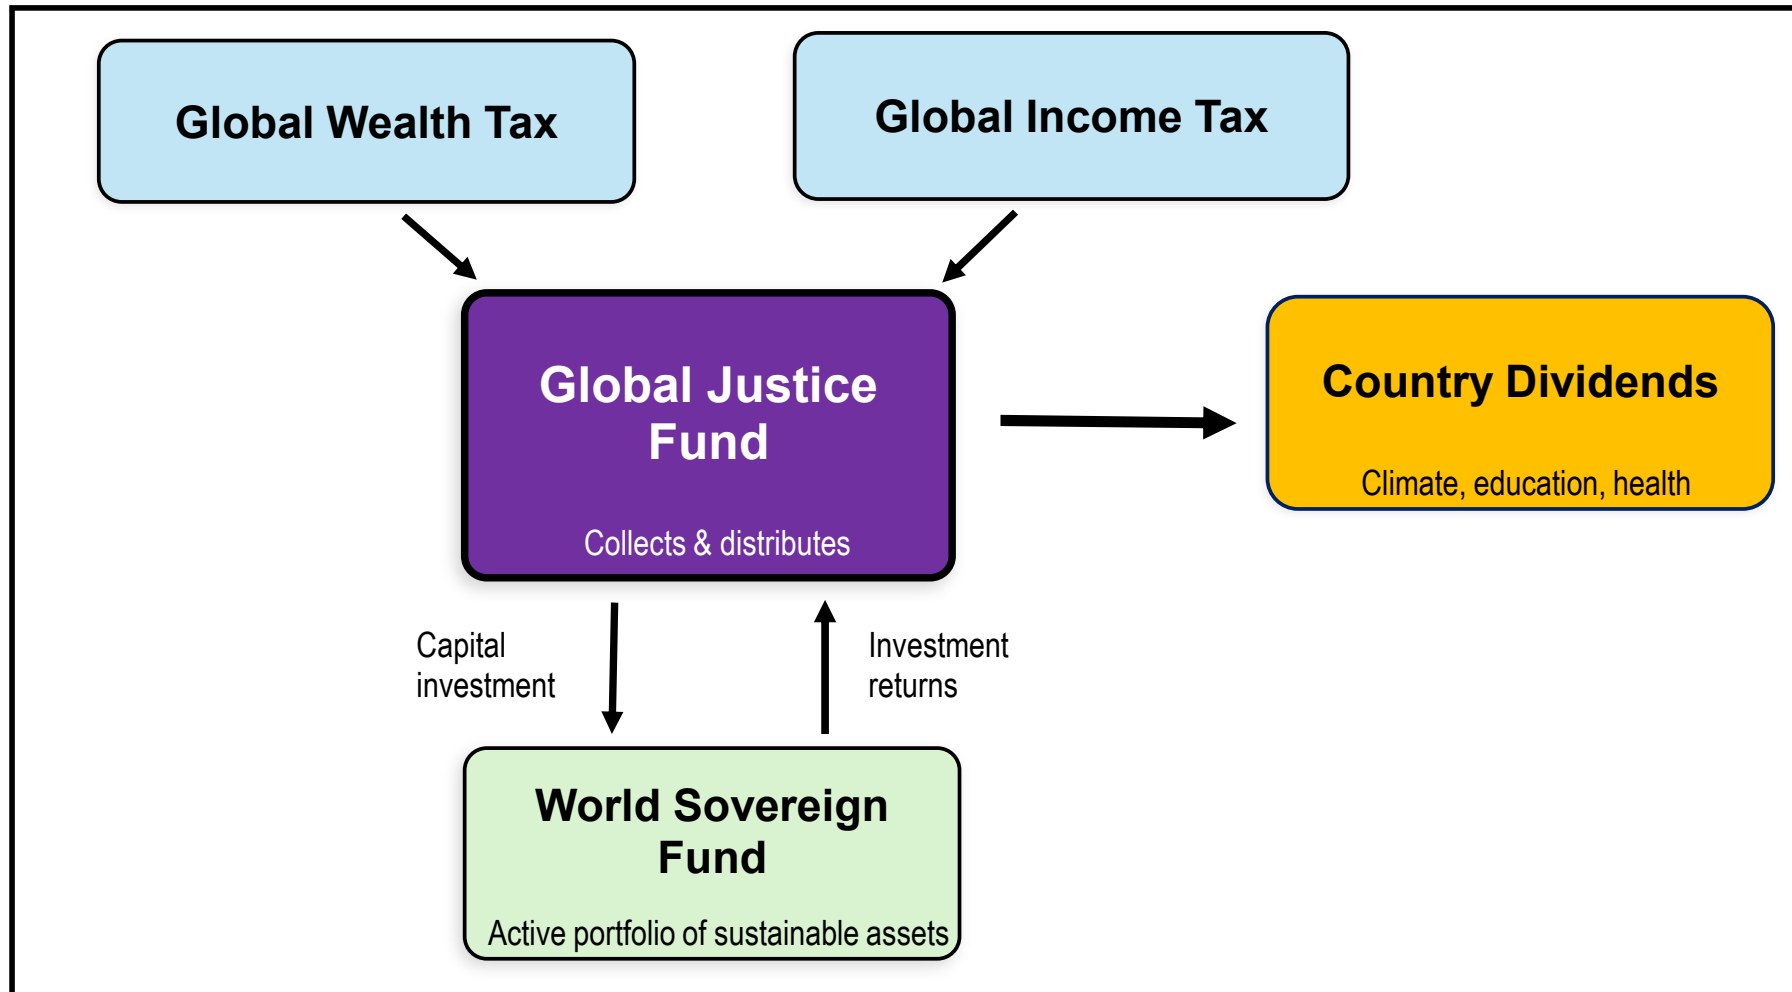 Global Wealth Tax
Global Income Tax
Global Justice
Fund
Collects & distributes
Country Dividends
Climate, education, health
Capital
investment
Investment
returns
World Sovereign
Fund
Active portfolio of sustainable assets